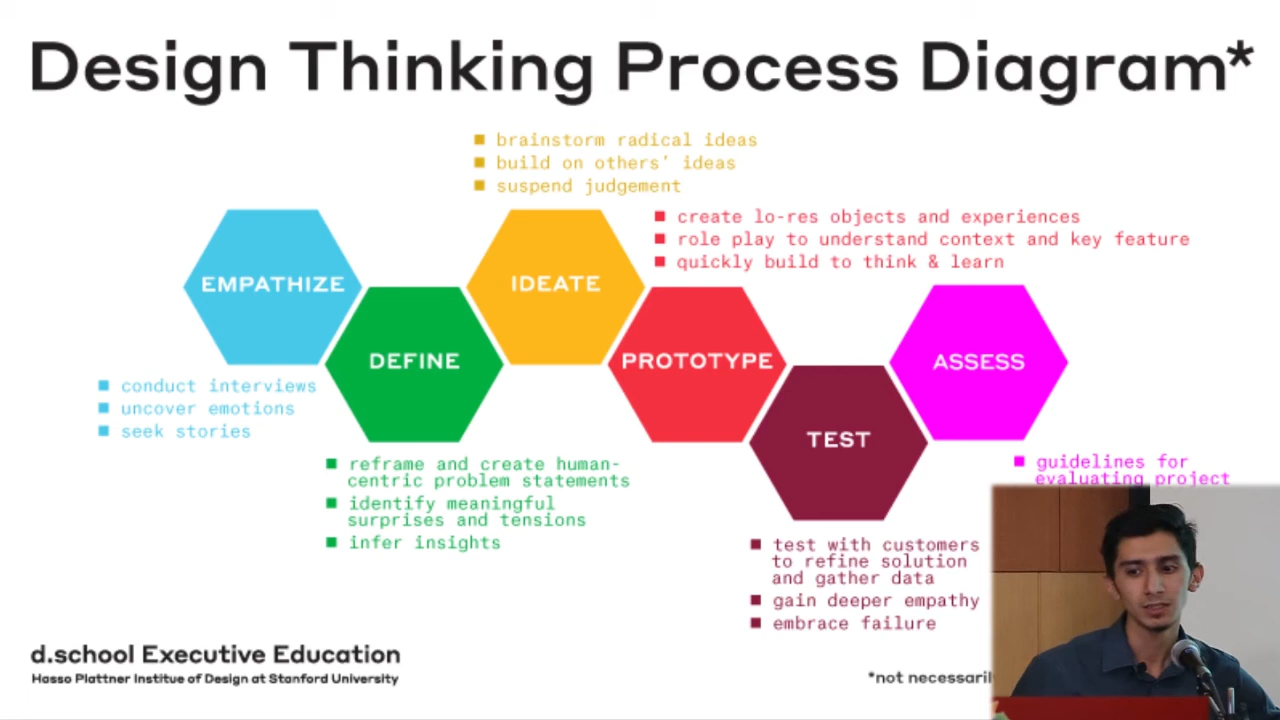 Design Thinking Process Diagram*
■ brainstorm radical ideas
■ build on others' ideas
■ suspend judgement
■ create lo-res objects and experiences
■ role play to understand context and key feature
■ quickly build to think & learn
EMPATHIZE
IDEATE
DEFINE
PROTOTYPE
ASSESS
TEST
■ conduct interviews
■ uncover emotions
■ seek stories
■ reframe and create human-
centric problem statements
■ identify meaningful
surprises and tensions
■ infer insights
■ guidelines for
evaluating project
■ test with customers
to refine solution
and gather data
■ gain deeper empathy
■ embrace failure
d.school Executive Education
Hasso Plattner Institue of Design at Stanford University
*not